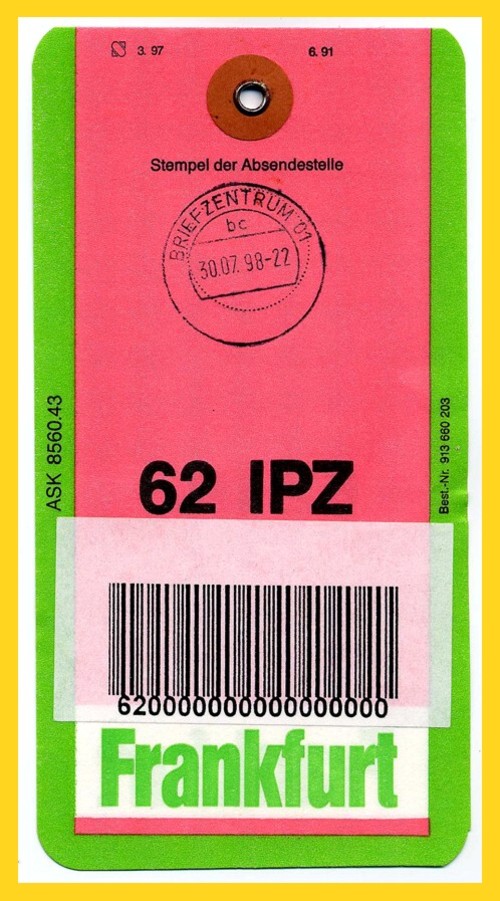 3. 97
6. 91
Stempel der Absendestelle
BRIEFZENTRUM 01
bc
30.07.98-22
ASK 8560.43
Best.-Nr. 913 660 203
62 IPZ
620000000000000000
Frankfurt